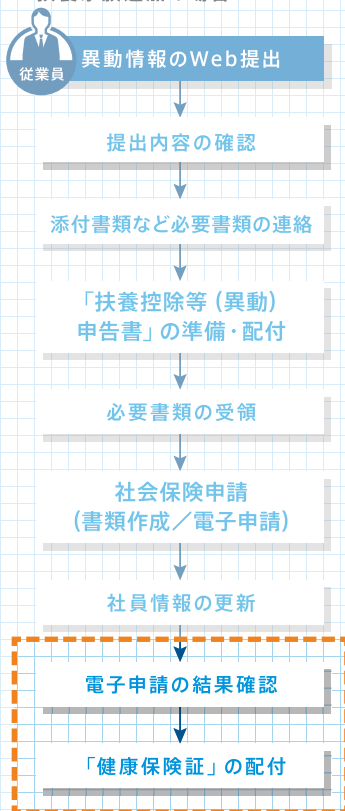 従業員
異動情報のWeb提出
提出内容の確認
添付書類など必要書類の連絡
「扶養控除等(異動)
申告書」の準備・配付
必要書類の受領
社会保険申請
(書類作成／電子申請)
社員情報の更新
電子申請の結果確認
「健康保険証」の配付